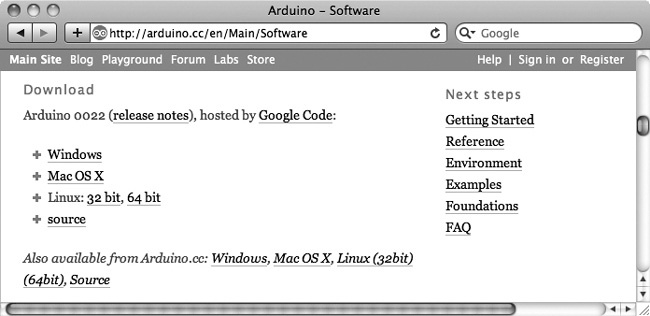 Arduino – Software
http://arduino.cc/en/Main/Software
Google
Main Site Blog Playground Forum Labs Store
Help | Sign in or Register
Download
Arduino 0022 (release notes), hosted by Google Code:
Windows
Mac OS X
Linux: 32 bit, 64 bit
source
Also available from Arduino.cc: Windows, Mac OS X, Linux (32bit)
(64bit), Source
Next steps
Getting Started
Reference
Environment
Examples
Foundations
FAQ